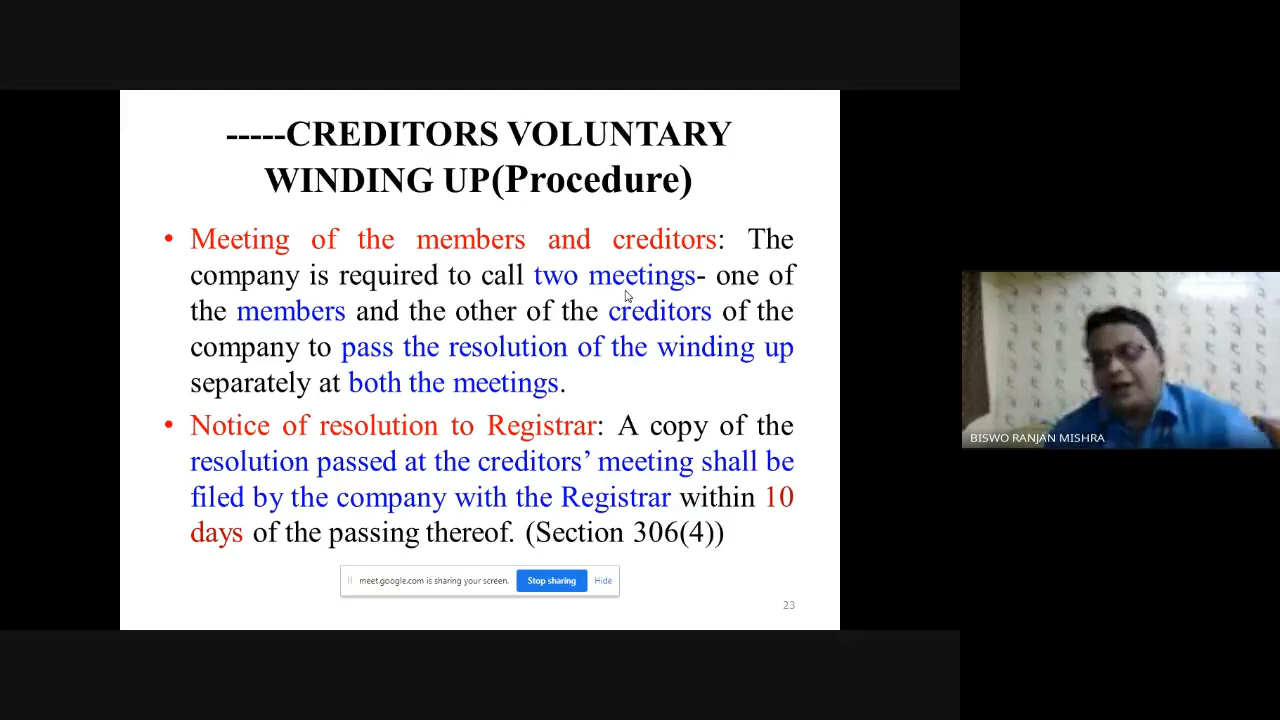 -----CREDITORS VOLUNTARY
WINDING UP(Procedure)
• Meeting of the members and creditors: The
company is required to call two meetings- one of
the members and the other of the creditors of the
company to pass the resolution of the winding up
separately at both the meetings.
• Notice of resolution to Registrar: A copy of the
resolution passed at the creditors’ meeting shall be
filed by the company with the Registrar within 10
days of the passing thereof. (Section 306(4))
meet.google.com is sharing your screen. Stop sharing Hide
23
BISWO RANJAN MISHRA